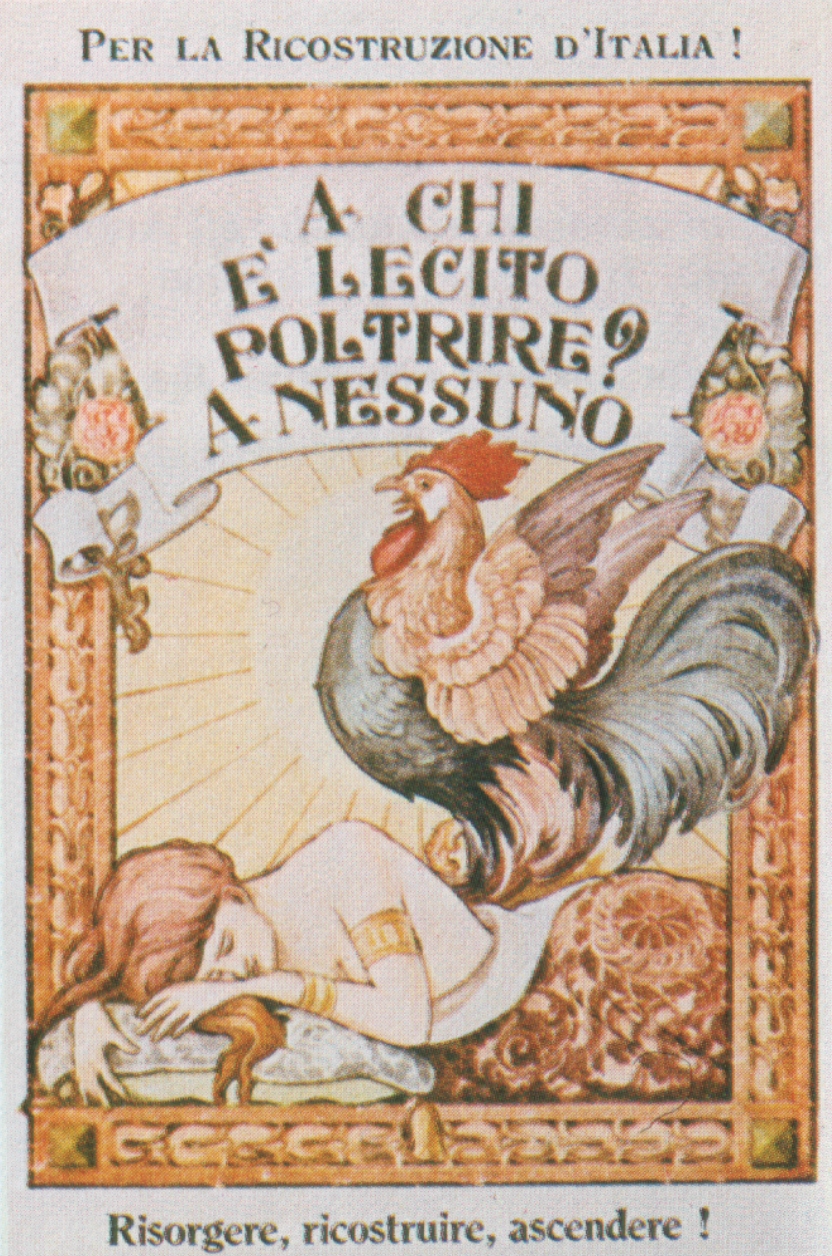 PER LA RICOSTRUZIONE D'ITALIA !
A CHI
E' LECITO
POLTRIRE?
A NESSUNO
Risorgere, ricostruire, ascendere !